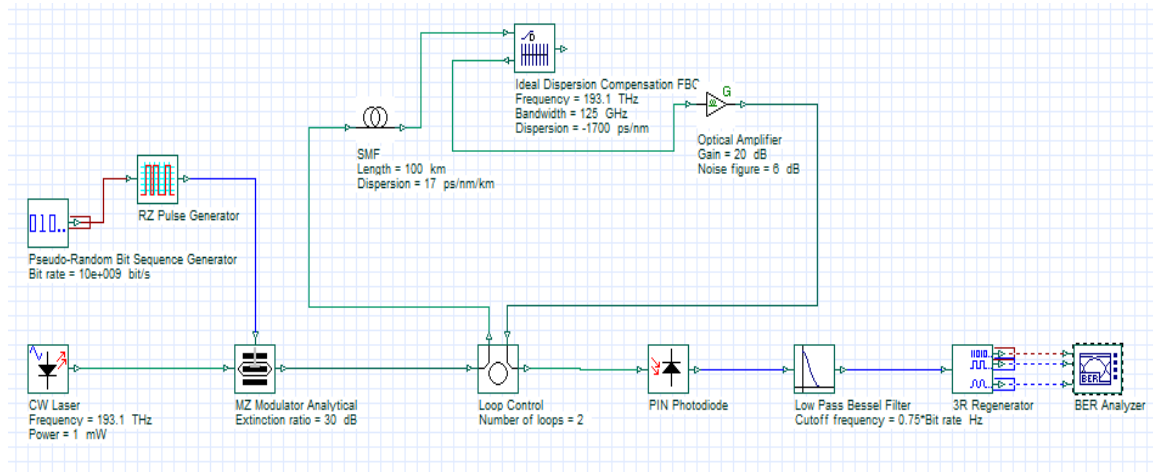 Ideal Dispersion Compensation FBC
Frequency = 193.1 THz
Bandwidth = 125 GHz
Dispersion = -1700 ps/nm
G
Optical Amplifier
Gain = 20 dB
Noise figure = 6 dB
SMF
Length = 100 km
Dispersion = 17 ps/nm/km
RZ Pulse Generator
010..
Pseudo-Random Bit Sequence Generator
Bit rate = 10e+009 bit/s
CW Laser
Frequency = 193.1 THz
Power = 1 mW
MZ Modulator Analytical
Extinction ratio = 30 dB
Loop Control
Number of loops = 2
PIN Photodiode
Low Pass Bessel Filter
Cutoff frequency = 0.75*Bit rate Hz
3R Regenerator
BER
BER Analyzer